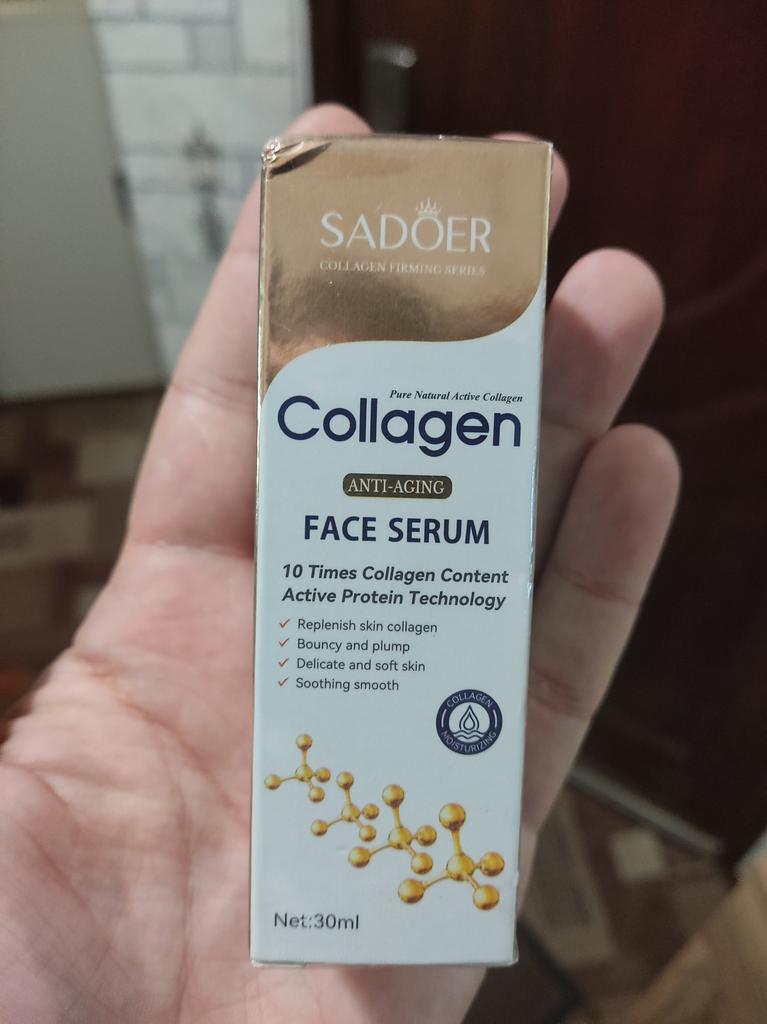 SADOER
COLLAGEN FIRMING SERIES
Pure Natural Active Collagen
Collagen
ANTI-AGING
FACE SERUM
10 Times Collagen Content
Active Protein Technology
Replenish skin collagen
Bouncy and plump
Delicate and soft skin
Soothing smooth
COLLAGEN
MOISTURIZING
Net:30ml